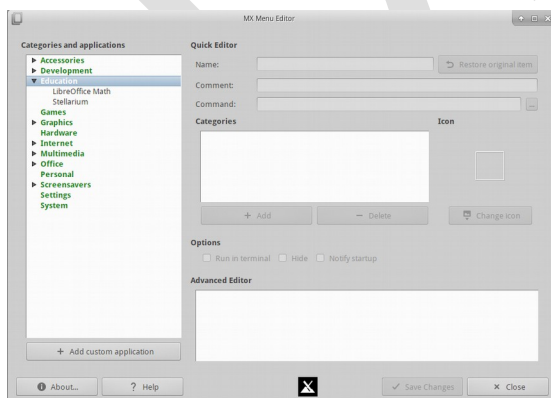 MX Menu Editor
Categories and applications
Accessories
Development
Education
LibreOffice Math
Stellarium
Games
Graphics
Hardware
Internet
Multimedia
Office
Personal
Screensavers
Settings
System
+ Add custom application
Quick Editor
Name:
Restore original item
Comment:
Command:
...
Categories
Icon
+ Add
− Delete
Change icon
Options
Run in terminal
Hide
Notify startup
Advanced Editor
About...
? Help
Save Changes
Close